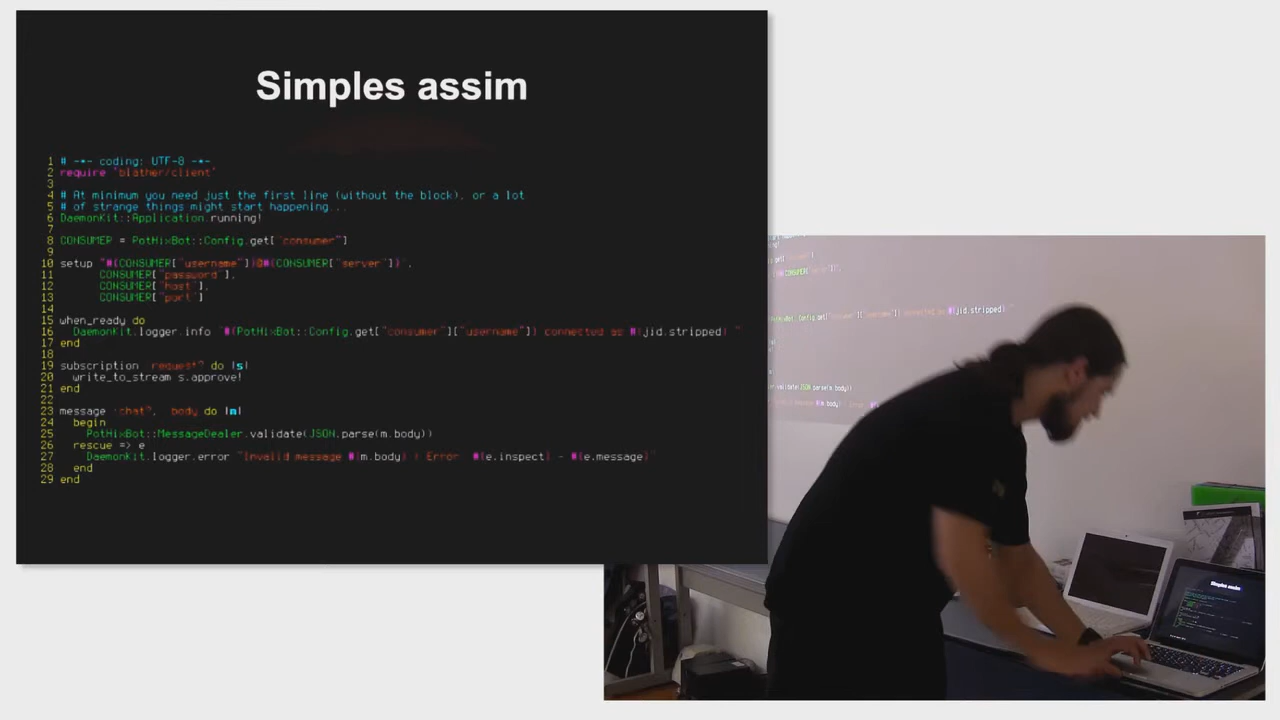 Simples assim
1 # -*- coding: UTF-8 -*-
2 require 'blather/client'
3
4 # At minimum you need just the first line (without the block), or a lot
5 # of strange things might start happening...
6 DaemonKit::Application.running!
7
8 CONSUMER = PotHixBot::Config.get["consumer"]
9
10 setup "#{CONSUMER["username"]}@#{CONSUMER["server"]}",
11 CONSUMER["password"],
12 CONSUMER["host"],
13 CONSUMER["port"]
14
15 when_ready do
16 DaemonKit.logger.info "#{PotHixBot::Config.get["consumer"]["username"]} connected as #{jid.stripped} "
17 end
18
19 subscription :request? do |s|
20 write_to_stream s.approve!
21 end
22
23 message :chat?, :body do |m|
24 begin
25 PotHixBot::MessageDealer.validate(JSON.parse(m.body))
26 rescue => e
27 DaemonKit.logger.error "Invalid message #{m.body} | Error: #{e.inspect} - #{e.message}"
28 end
29 end
Simples assim